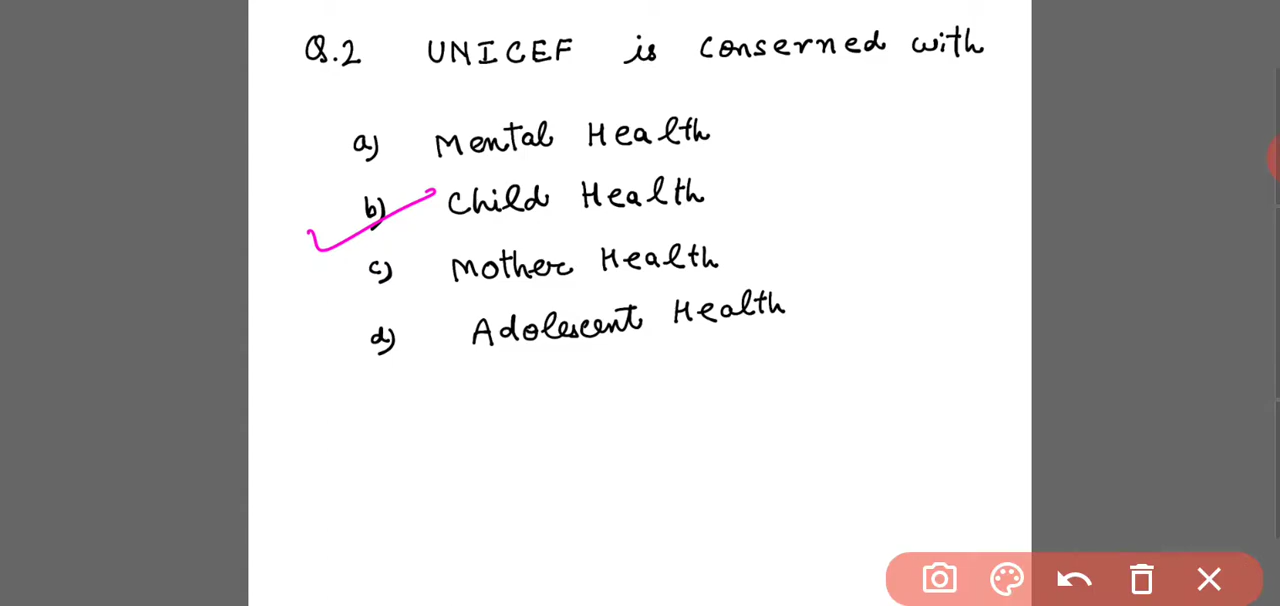 Q.2 UNICEF is conserned with
a) Mental Health
b) Child Health
c) Mother Health
d) Adolescent Health